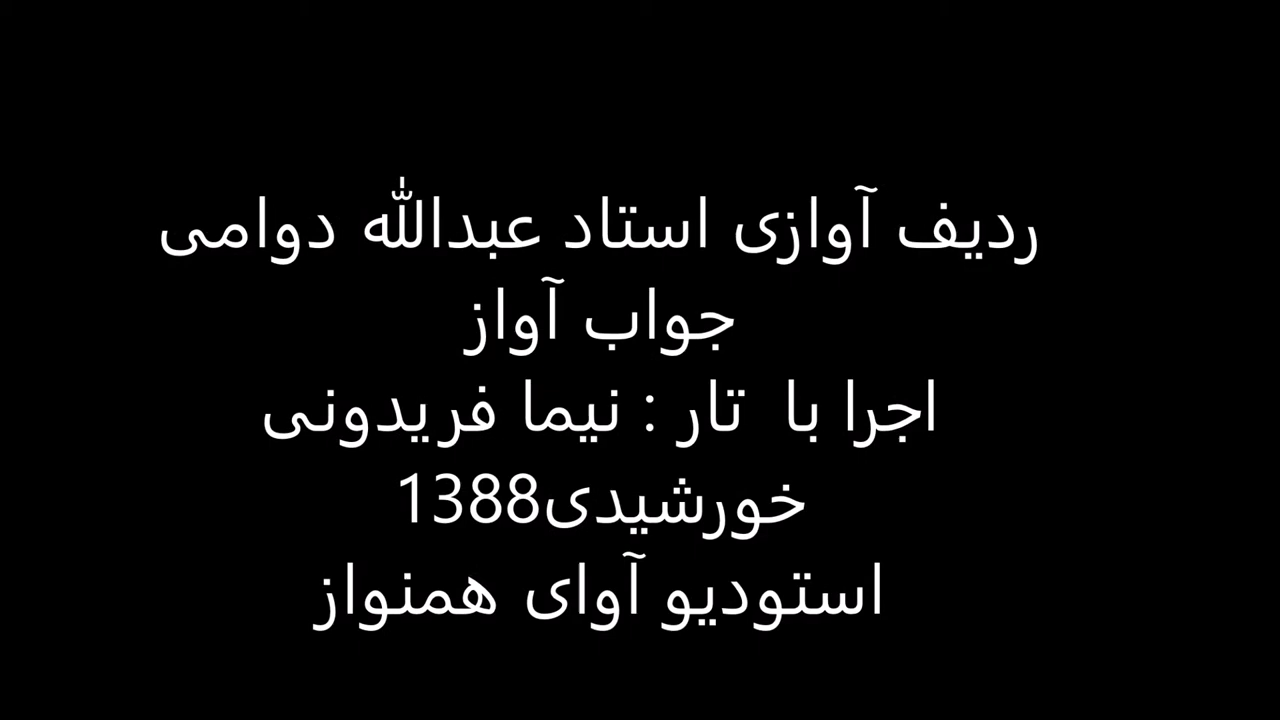 ردیف آوازی استاد عبدالله دوامی
جواب آواز
اجرا با  تار : نیما فریدونی
خورشیدی1388
استودیو آوای همنواز